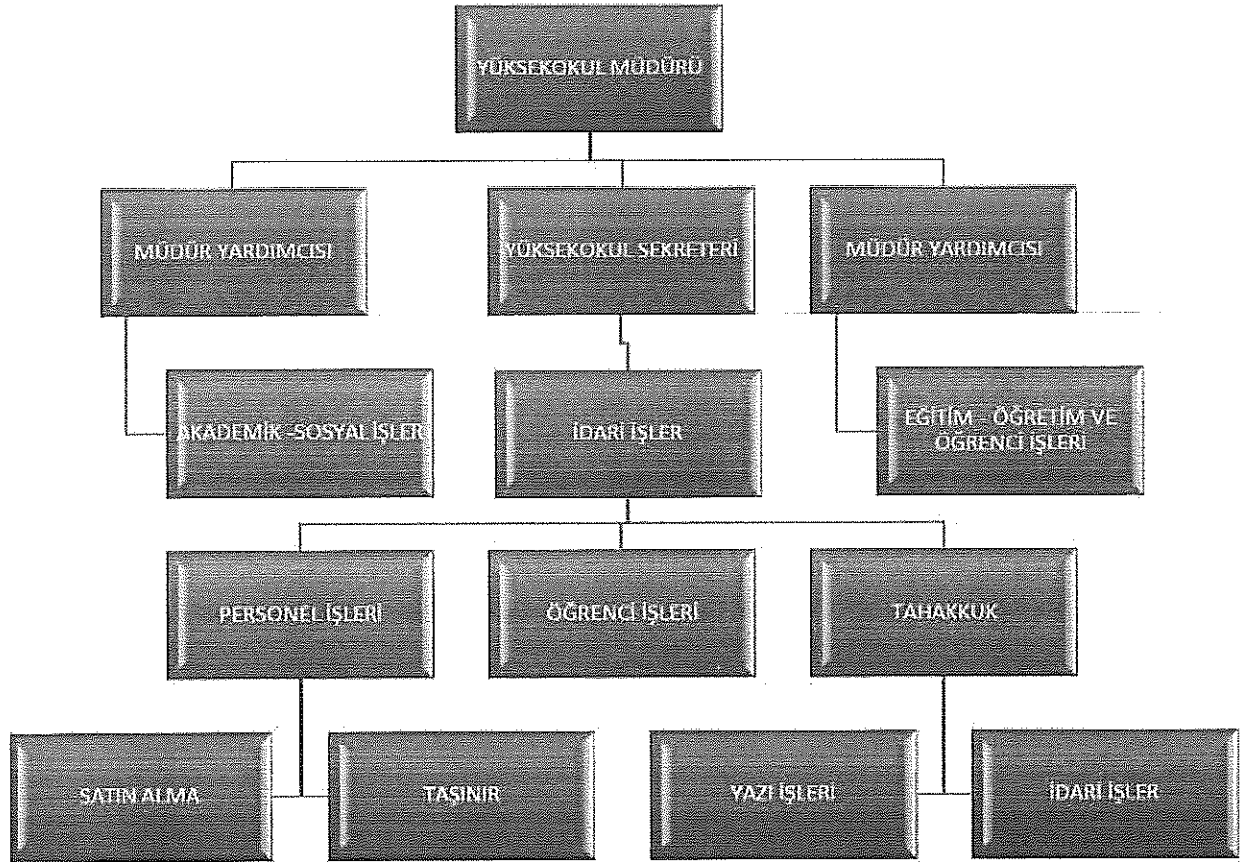 YÜKSEKOKUL MÜDÜRÜ
MÜDÜR YARDIMCISI
YÜKSEKOKUL SEKRETERİ
MÜDÜR YARDIMCISI
AKADEMİK -SOSYAL İŞLER
İDARİ İŞLER
EĞİTİM - ÖĞRETİM VE
ÖĞRENCİ İŞLERİ
PERSONEL İŞLERİ
ÖĞRENCİ İŞLERİ
TAHAKKUK
SATIN ALMA
TAŞINIR
YAZI İŞLERİ
İDARİ İŞLER